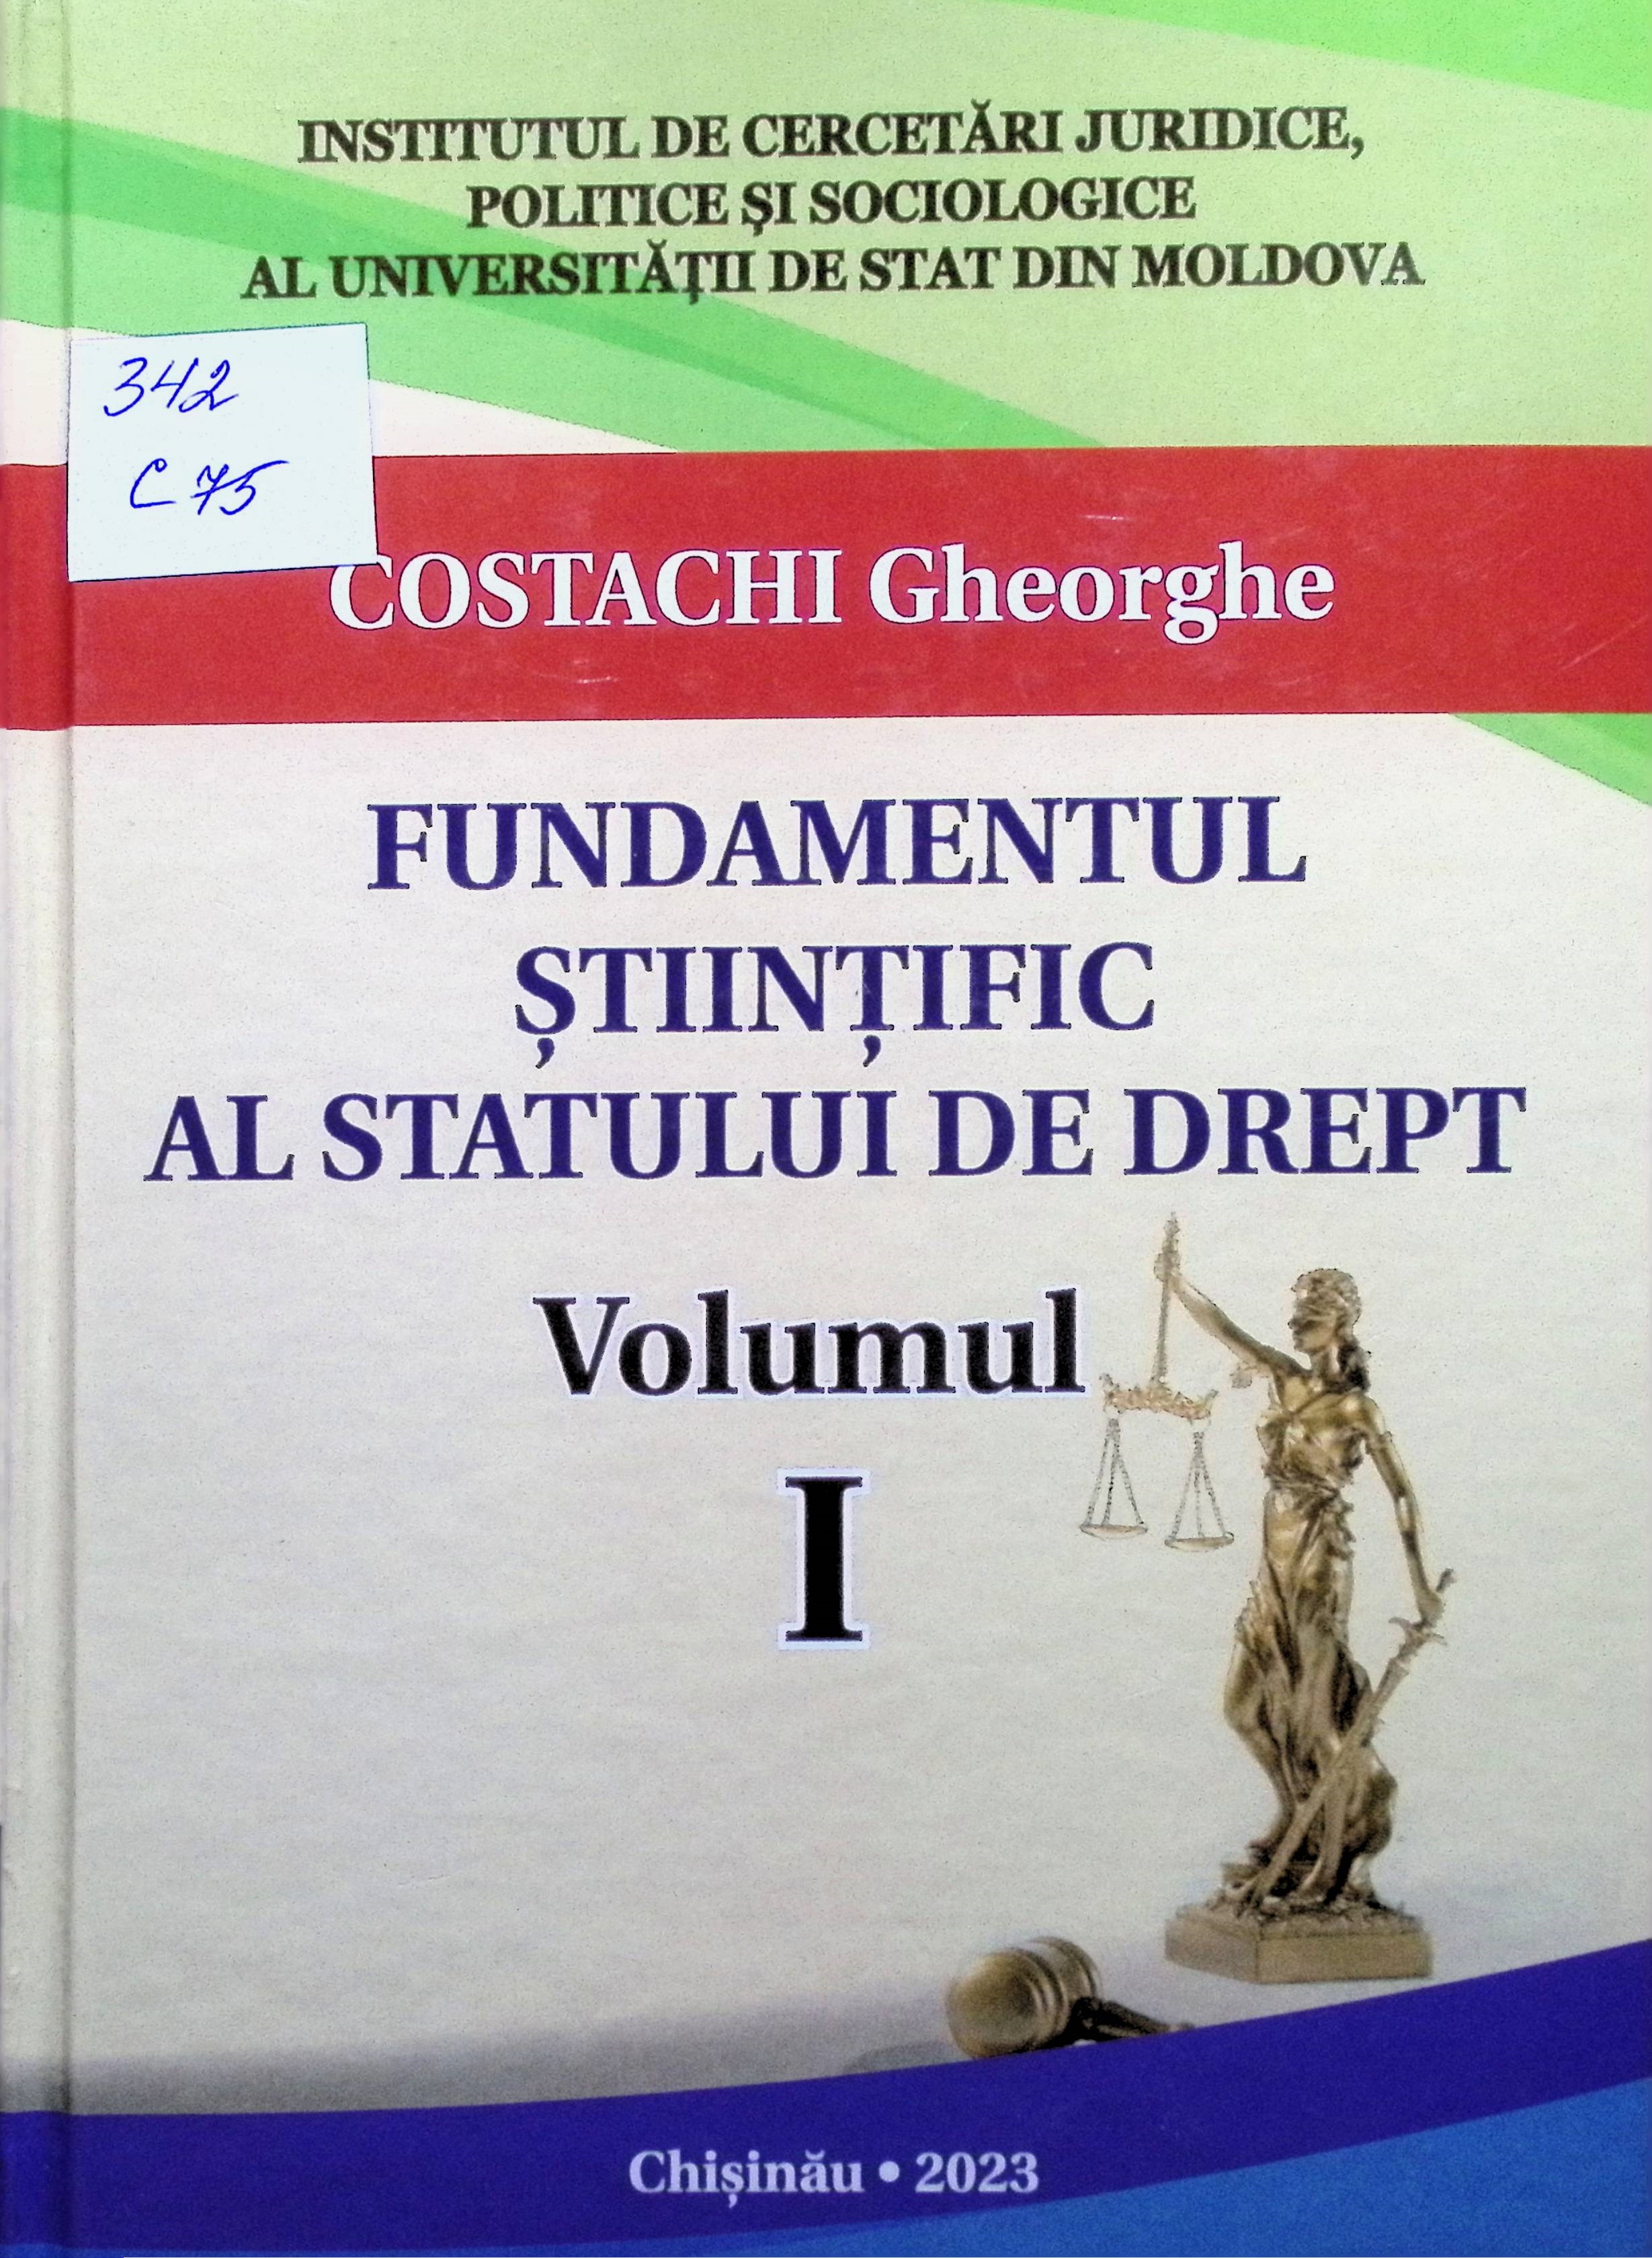 INSTITUTUL DE CERCETĂRI JURIDICE,
POLITICE ȘI SOCIOLOGICE
AL UNIVERSITĂȚII DE STAT DIN MOLDOVA
342
C 75
COSTACHI Gheorghe
FUNDAMENTUL
ȘTIINȚIFIC
AL STATULUI DE DREPT
Volumul
I
Chișinău • 2023